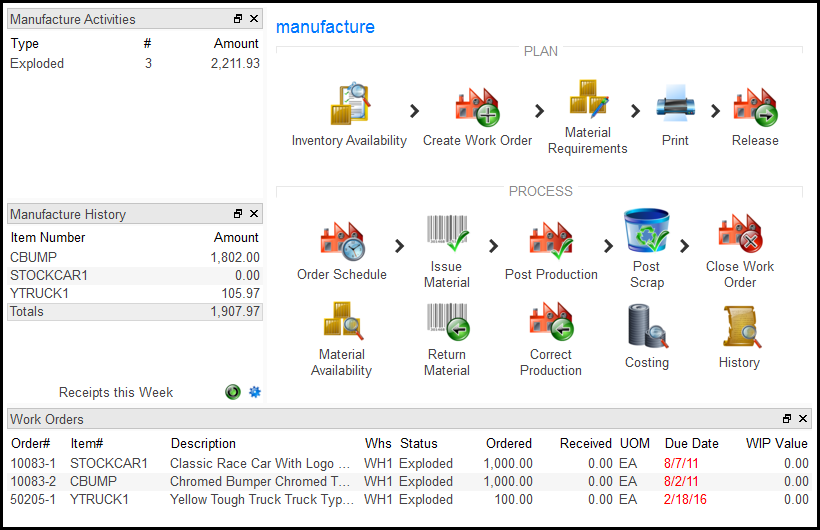 Manufacture Activities
Type # Amount
Exploded 3 2,211.93
Manufacture History
Item Number Amount
CBUMP 1,802.00
STOCKCAR1 0.00
YTRUCK1 105.97
Totals 1,907.97
Receipts this Week
manufacture
PLAN
Inventory Availability
Create Work Order
Material
Requirements
Print
Release
PROCESS
Order Schedule
Issue
Material
Post Production
Post
Scrap
Close Work
Order
Material
Availability
Return
Material
Correct
Production
Costing
History
Work Orders
Order# Item# Description Whs Status Ordered Received UOM Due Date WIP Value
10083-1 STOCKCAR1 Classic Race Car With Logo ... WH1 Exploded 1,000.00 0.00 EA 8/7/11 0.00
10083-2 CBUMP Chromed Bumper Chromed T... WH1 Exploded 1,000.00 0.00 EA 8/2/11 0.00
50205-1 YTRUCK1 Yellow Tough Truck Truck Typ... WH1 Exploded 100.00 0.00 EA 2/18/16 0.00